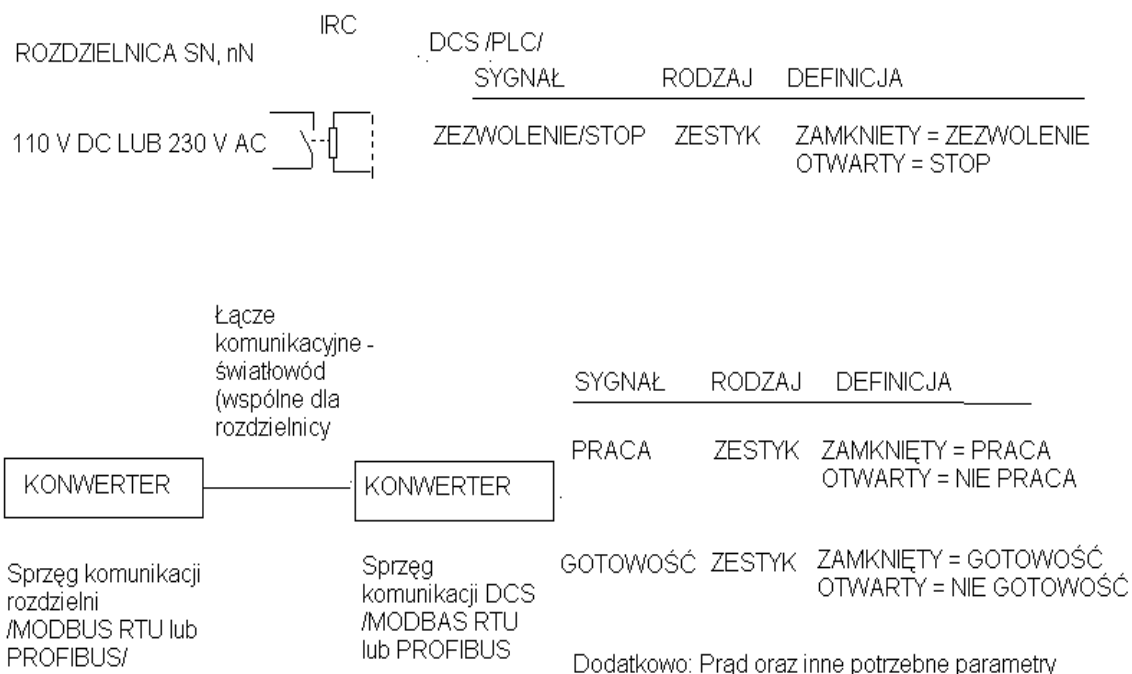 IRC
ROZDZIELNICA SN, nN
DCS /PLC/
SYGNAŁ RODZAJ DEFINICJA
110 V DC LUB 230 V AC
ZEZWOLENIE/STOP ZESTYK ZAMKNIETY = ZEZWOLENIE
OTWARTY = STOP
Łącze
komunikacyjne -
światłowód
(wspólne dla
rozdzielnicy
SYGNAŁ RODZAJ DEFINICJA
PRACA ZESTYK ZAMKNIĘTY = PRACA
OTWARTY = NIE PRACA
KONWERTER
KONWERTER
GOTOWOŚĆ ZESTYK ZAMKNIĘTY = GOTOWOŚĆ
OTWARTY = NIE GOTOWOŚĆ
Sprzęg komunikacji
rozdzielni
/MODBUS RTU lub
PROFIBUS/
Sprzęg
komunikacji DCS
/MODBAS RTU
lub PROFIBUS
Dodatkowo: Prąd oraz inne potrzebne parametry